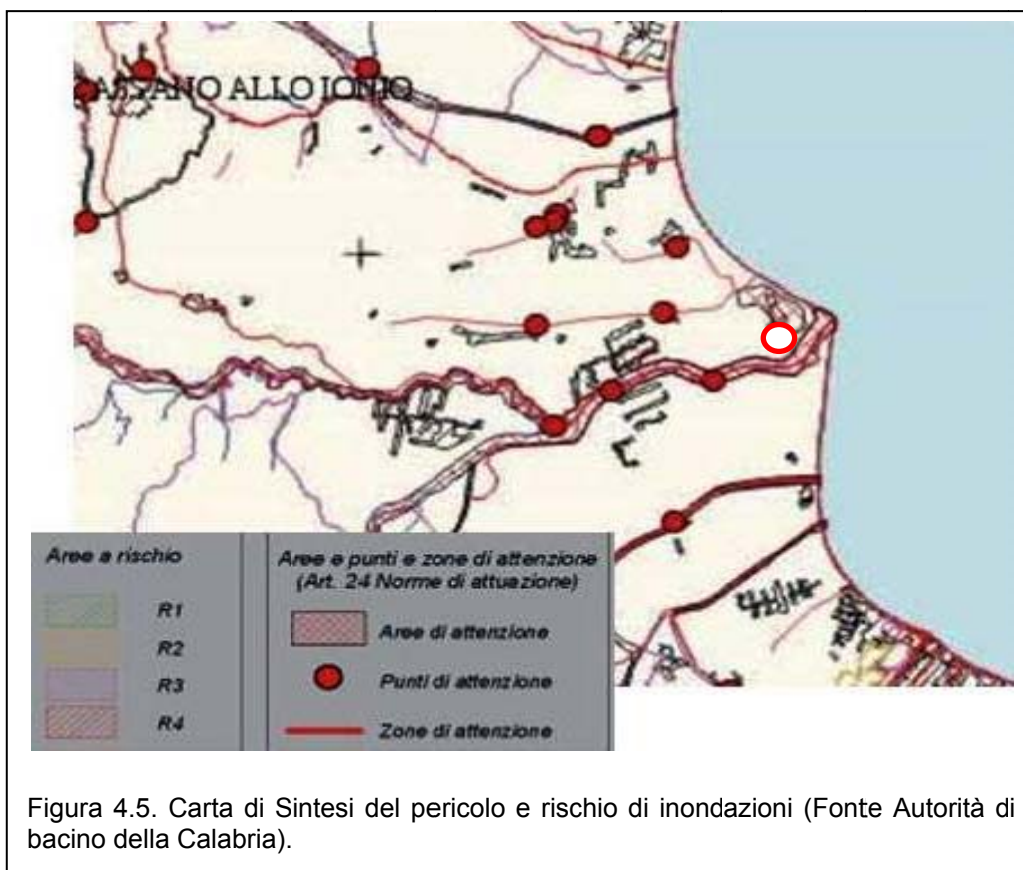 ASSANO ALLO IONIO
Aree a rischio
R1
R2
R3
R4
Aree e punti e zone di attenzione
(Art. 24 Norme di attuazione)
Aree di attenzione
Punti di attenzione
Zone di attenzione
Figura 4.5. Carta di Sintesi del pericolo e rischio di inondazioni (Fonte Autorità di
bacino della Calabria).